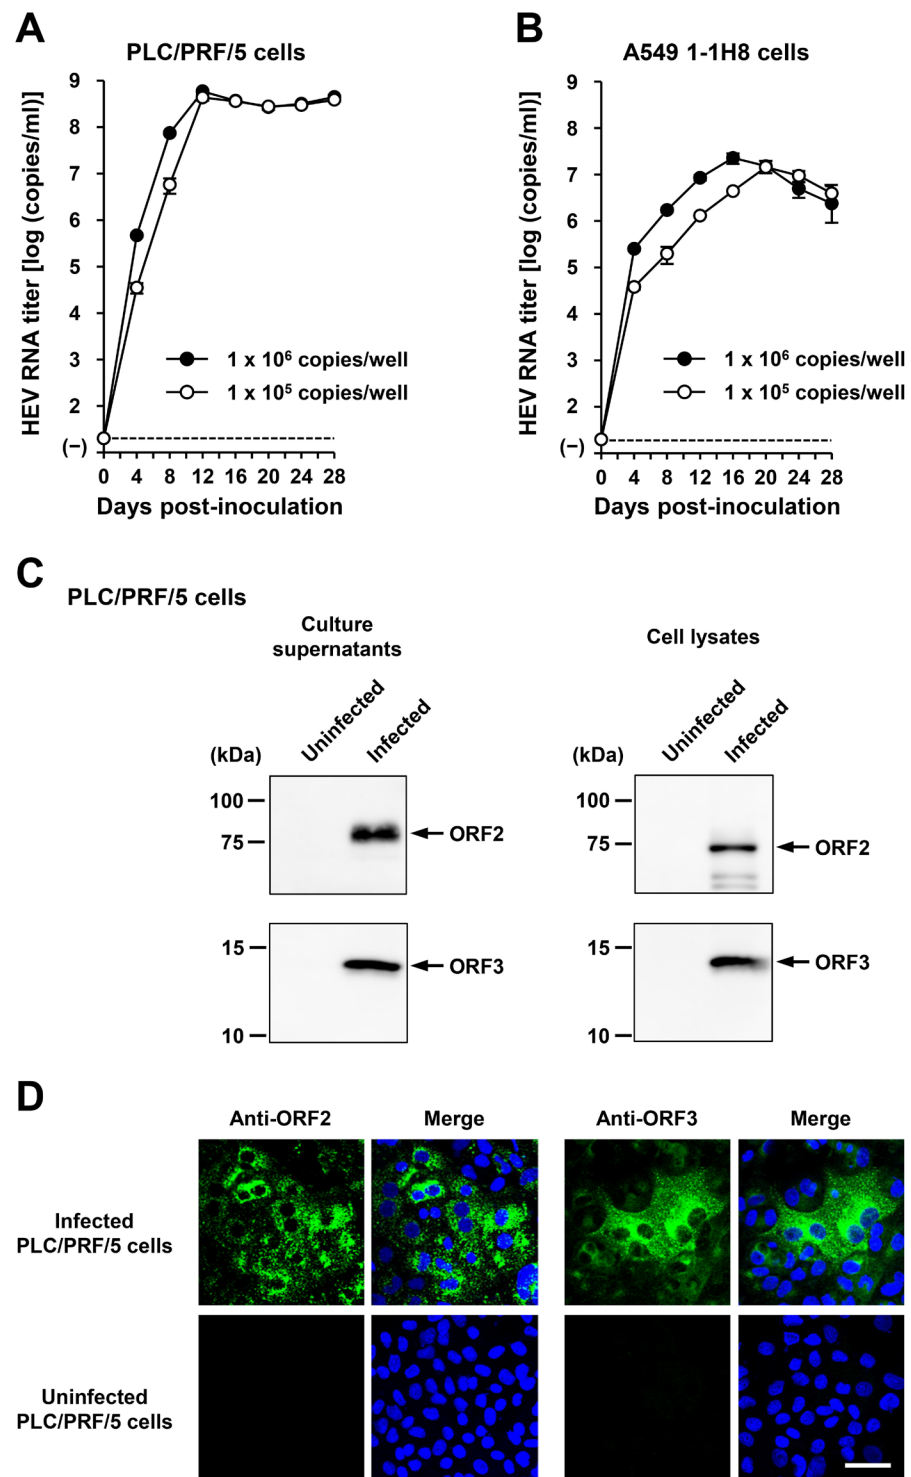 A
PLC/PRF/5 cells
HEV RNA titer [log (copies/ml)]
9
8
7
6
5
4
3
2
(−)
1 x 10⁶ copies/well
1 x 10⁵ copies/well
0 4 8 12 16 20 24 28
Days post-inoculation
B
A549 1-1H8 cells
HEV RNA titer [log (copies/ml)]
9
8
7
6
5
4
3
2
(−)
1 x 10⁶ copies/well
1 x 10⁵ copies/well
0 4 8 12 16 20 24 28
Days post-inoculation
C
PLC/PRF/5 cells
Culture
supernatants
Uninfected
Infected
(kDa)
100
75
ORF2
15
10
ORF3
Cell lysates
Uninfected
Infected
(kDa)
100
75
ORF2
15
10
ORF3
D
Anti-ORF2 Merge Anti-ORF3 Merge
Infected
PLC/PRF/5 cells
Uninfected
PLC/PRF/5 cells